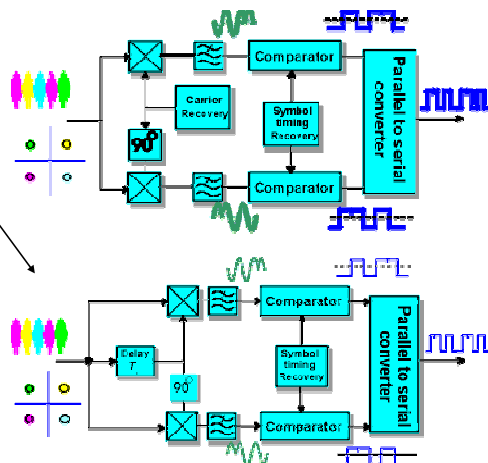 Comparator
Carrier
Recovery
90°
Symbol
timing
Recovery
Comparator
Parallel to serial
converter
Comparator
Delay
T
90°
Symbol
timing
Recovery
Comparator
Parallel to serial
converter